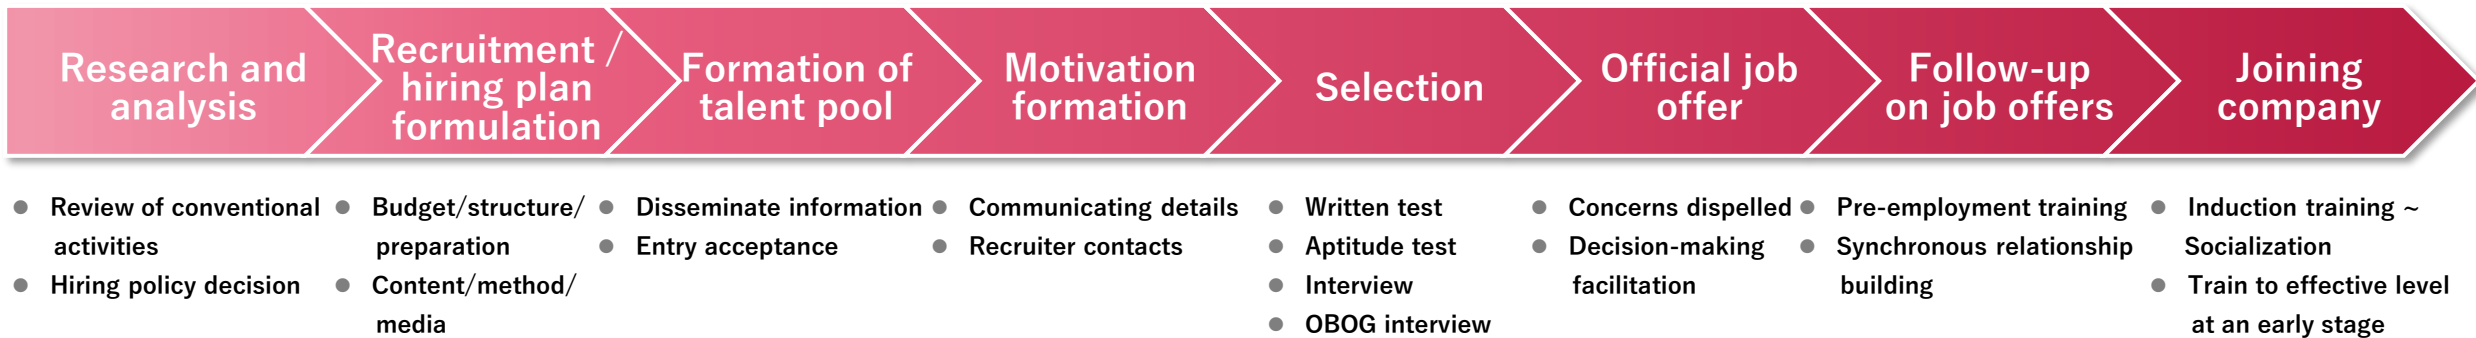 Research and
analysis
Recruitment /
hiring plan
formulation
Formation of
talent pool
Motivation
formation
Selection
Official job
offer
Follow-up
on job offers
Joining
company
● Review of conventional
activities
● Hiring policy decision
● Budget/structure/
preparation
● Content/method/
media
● Disseminate information
● Entry acceptance
● Communicating details
● Recruiter contacts
● Written test
● Aptitude test
● Interview
● OBOG interview
● Concerns dispelled
● Decision-making
facilitation
● Pre-employment training
● Synchronous relationship
building
● Induction training ~
Socialization
● Train to effective level
at an early stage